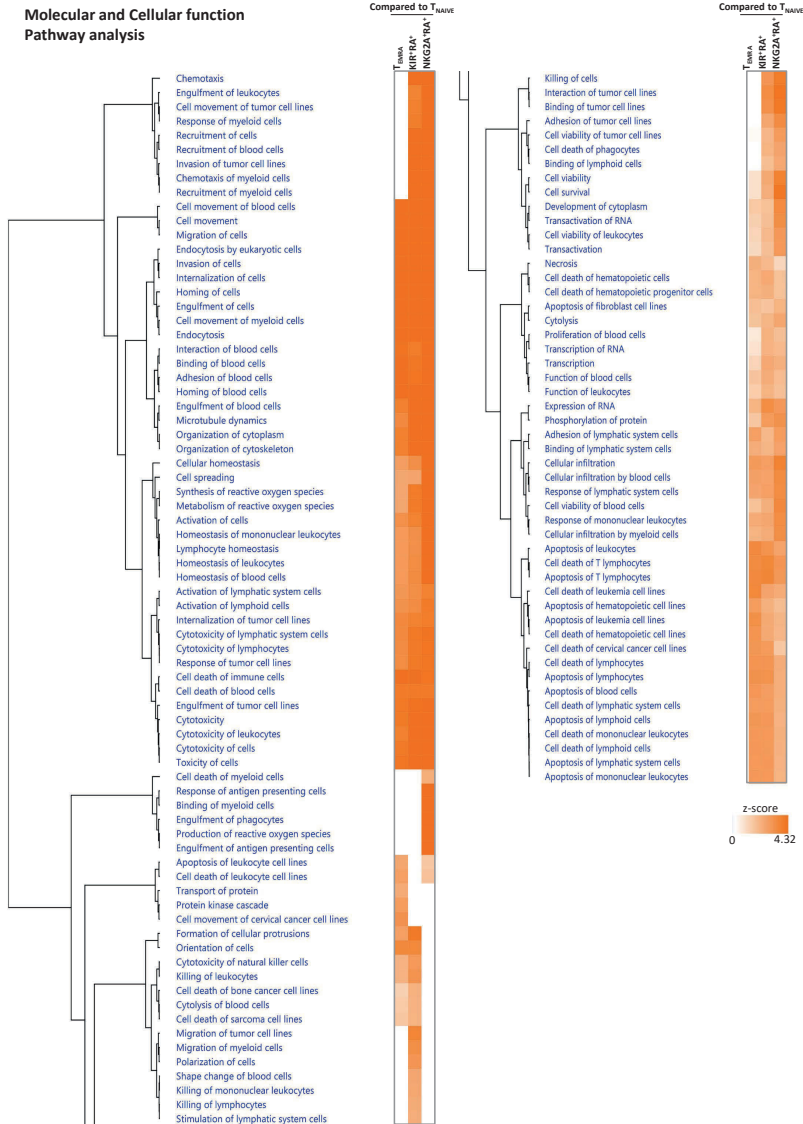 Molecular and Cellular function
Pathway analysis
Compared to TNAIVE
TEMRA
KIR+RA+
NKG2A+RA+
Chemotaxis
Engulfment of leukocytes
Cell movement of tumor cell lines
Response of myeloid cells
Recruitment of cells
Recruitment of blood cells
Invasion of tumor cell lines
Chemotaxis of myeloid cells
Recruitment of myeloid cells
Cell movement of blood cells
Cell movement
Migration of cells
Endocytosis by eukaryotic cells
Invasion of cells
Internalization of cells
Homing of cells
Engulfment of cells
Cell movement of myeloid cells
Endocytosis
Interaction of blood cells
Binding of blood cells
Adhesion of blood cells
Homing of blood cells
Engulfment of blood cells
Microtubule dynamics
Organization of cytoplasm
Organization of cytoskeleton
Cellular homeostasis
Cell spreading
Synthesis of reactive oxygen species
Metabolism of reactive oxygen species
Activation of cells
Homeostasis of mononuclear leukocytes
Lymphocyte homeostasis
Homeostasis of leukocytes
Homeostasis of blood cells
Activation of lymphatic system cells
Activation of lymphoid cells
Internalization of tumor cell lines
Cytotoxicity of lymphatic system cells
Cytotoxicity of lymphocytes
Response of tumor cell lines
Cell death of immune cells
Cell death of blood cells
Engulfment of tumor cell lines
Cytotoxicity
Cytotoxicity of leukocytes
Cytotoxicity of cells
Toxicity of cells
Cell death of myeloid cells
Response of antigen presenting cells
Binding of myeloid cells
Engulfment of phagocytes
Production of reactive oxygen species
Engulfment of antigen presenting cells
Apoptosis of leukocyte cell lines
Cell death of leukocyte cell lines
Transport of protein
Protein kinase cascade
Cell movement of cervical cancer cell lines
Formation of cellular protrusions
Orientation of cells
Cytotoxicity of natural killer cells
Killing of leukocytes
Cell death of bone cancer cell lines
Cytolysis of blood cells
Cell death of sarcoma cell lines
Migration of tumor cell lines
Migration of myeloid cells
Polarization of cells
Shape change of blood cells
Killing of mononuclear leukocytes
Killing of lymphocytes
Stimulation of lymphatic system cells
Compared to TNAIVE
TEMRA
KIR+RA+
NKG2A+RA+
Killing of cells
Interaction of tumor cell lines
Binding of tumor cell lines
Adhesion of tumor cell lines
Cell viability of tumor cell lines
Cell death of phagocytes
Binding of lymphoid cells
Cell viability
Cell survival
Development of cytoplasm
Transactivation of RNA
Cell viability of leukocytes
Transactivation
Necrosis
Cell death of hematopoietic cells
Cell death of hematopoietic progenitor cells
Apoptosis of fibroblast cell lines
Cytolysis
Proliferation of blood cells
Transcription of RNA
Transcription
Function of blood cells
Function of leukocytes
Expression of RNA
Phosphorylation of protein
Adhesion of lymphatic system cells
Binding of lymphatic system cells
Cellular infiltration
Cellular infiltration by blood cells
Response of lymphatic system cells
Cell viability of blood cells
Response of mononuclear leukocytes
Cellular infiltration by myeloid cells
Apoptosis of leukocytes
Cell death of T lymphocytes
Apoptosis of T lymphocytes
Cell death of leukemia cell lines
Apoptosis of hematopoietic cell lines
Apoptosis of leukemia cell lines
Cell death of hematopoietic cell lines
Cell death of cervical cancer cell lines
Cell death of lymphocytes
Apoptosis of lymphocytes
Apoptosis of blood cells
Cell death of lymphatic system cells
Apoptosis of lymphoid cells
Cell death of mononuclear leukocytes
Cell death of lymphoid cells
Apoptosis of lymphatic system cells
Apoptosis of mononuclear leukocytes
z-score
0 4.32